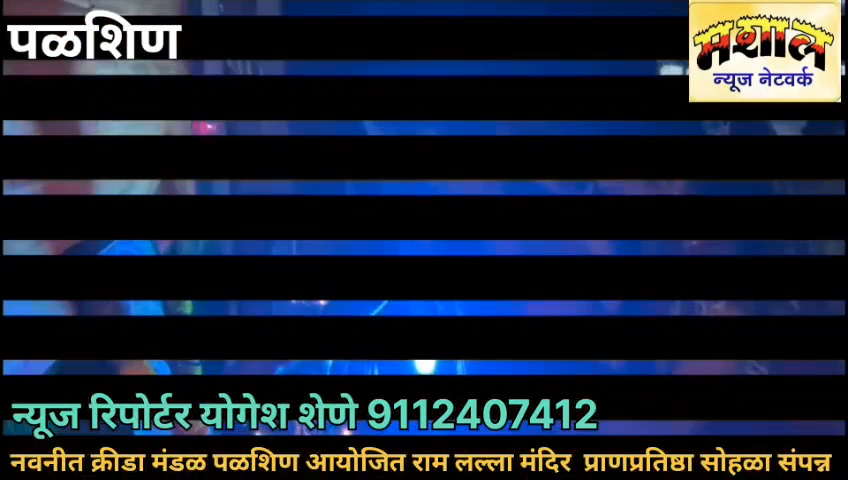 पळशिण
मशाल
न्यूज नेटवर्क
न्यूज रिपोर्टर योगेश शेणे 9112407412
नवनीत क्रीडा मंडळ पळशिण आयोजित राम लल्ला मंदिर प्राणप्रतिष्ठा सोहळा संपन्न